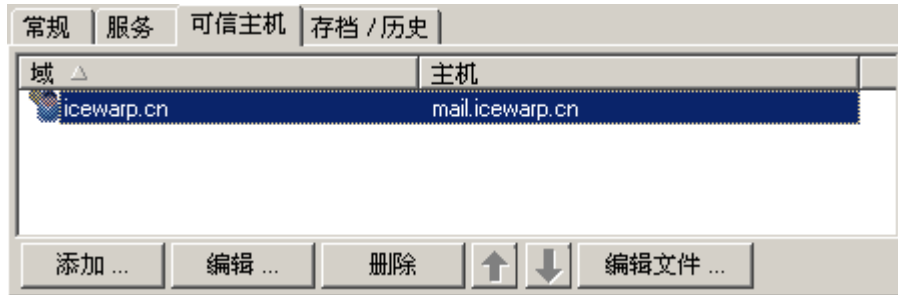 常规 服务 可信主机 存档 / 历史
域 主机
icewarp.cn mail.icewarp.cn
添加 ... 编辑 ... 删除 编辑文件 ...